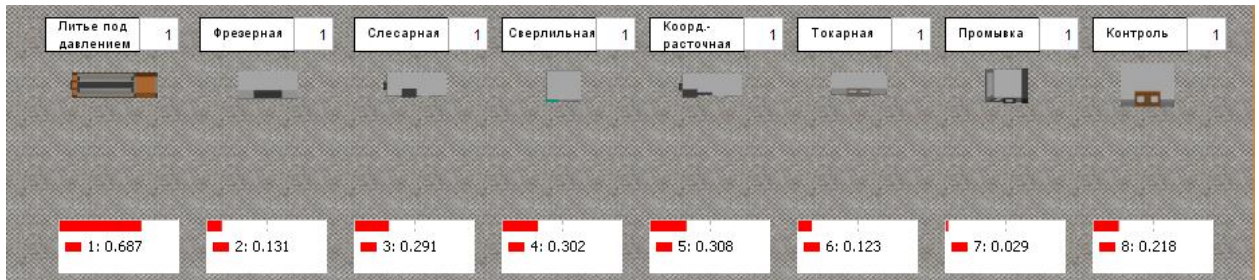 Литье под
давлением 1
Фрезерная 1
Слесарная 1
Сверлильная 1
Коорд.-
расточная 1
Токарная 1
Промывка 1
Контроль 1
1: 0.687
2: 0.131
3: 0.291
4: 0.302
5: 0.308
6: 0.123
7: 0.029
8: 0.218